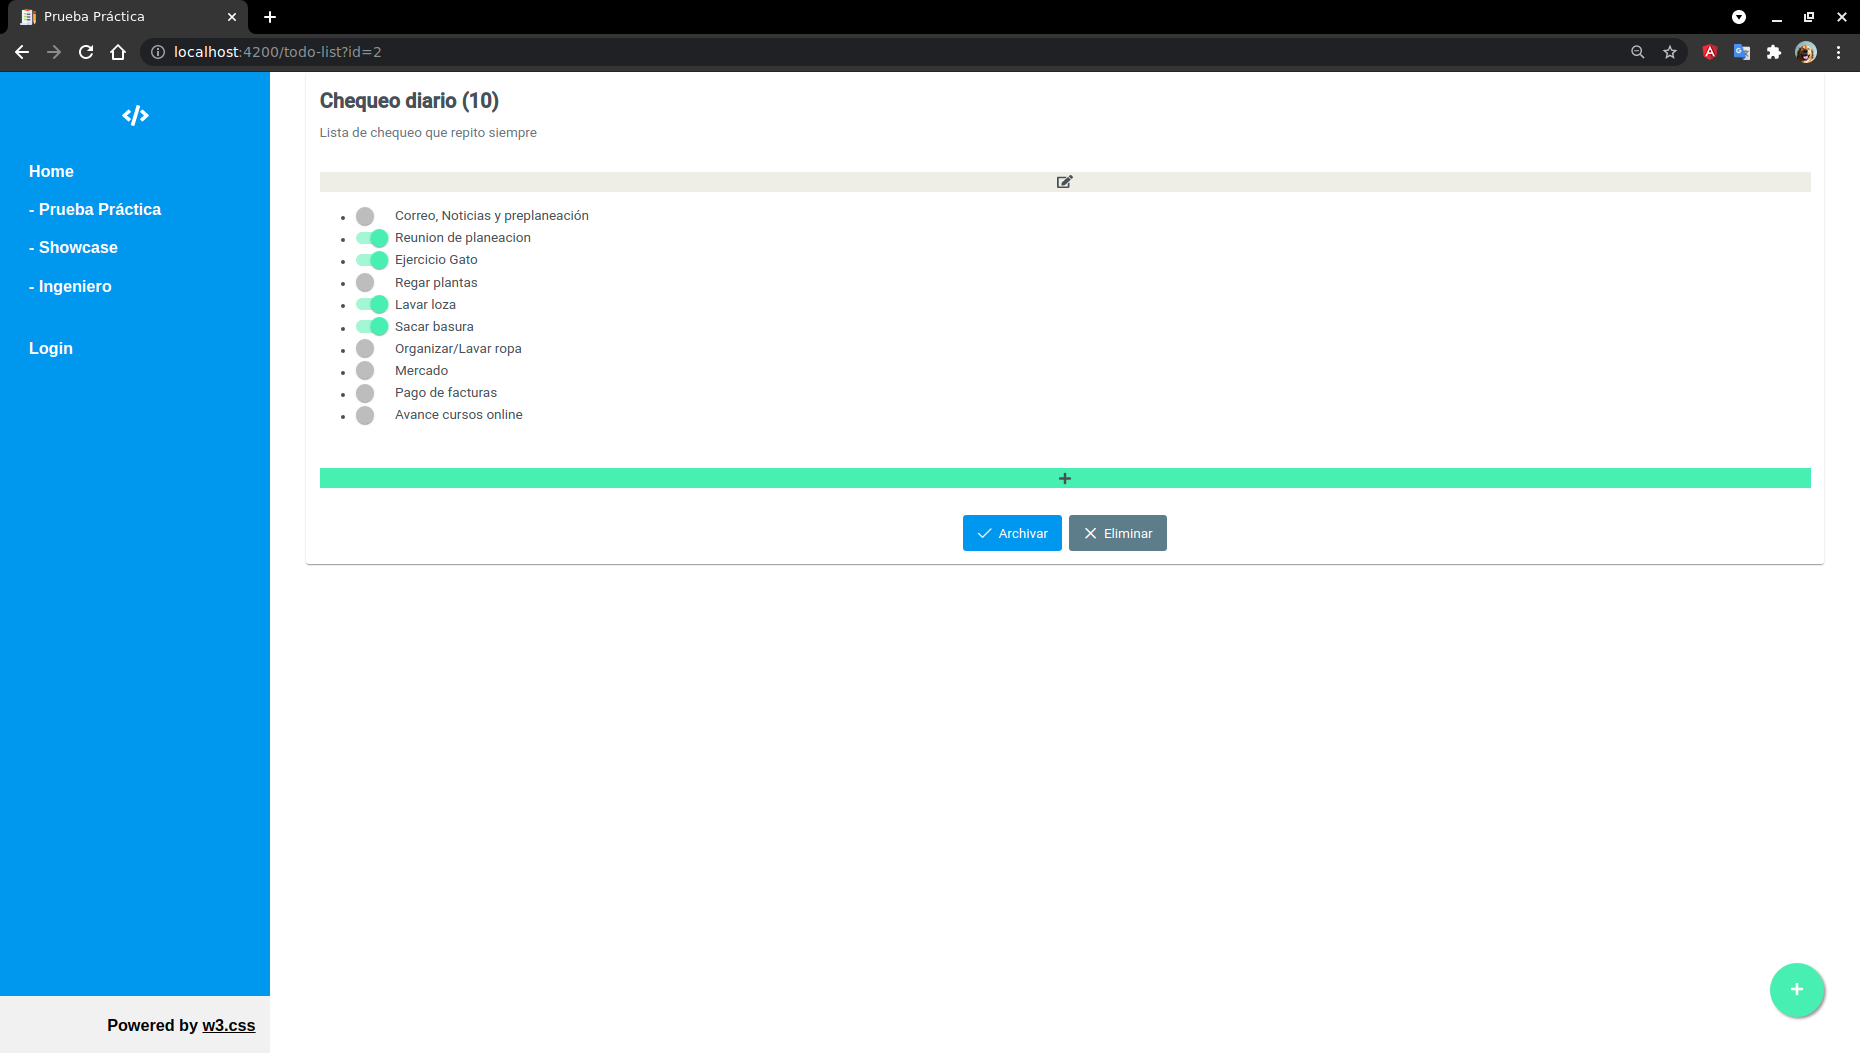 Prueba Práctica
localhost:4200/todo-list?id=2
</>
Home
- Prueba Práctica
- Showcase
- Ingeniero
Login
Powered by w3.css
Chequeo diario (10)
Lista de chequeo que repito siempre
Correo, Noticias y preplaneación
Reunion de planeacion
Ejercicio Gato
Regar plantas
Lavar loza
Sacar basura
Organizar/Lavar ropa
Mercado
Pago de facturas
Avance cursos online
Archivar
Eliminar